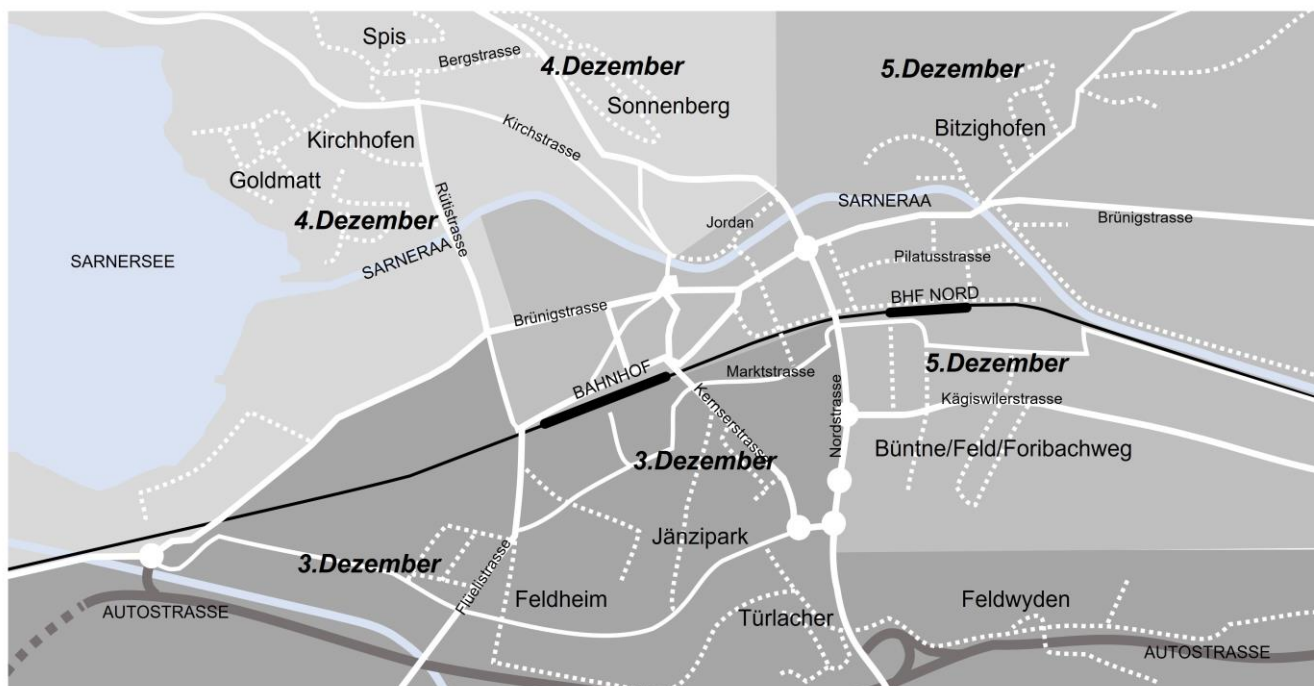 Spis
Bergstrasse
4.Dezember
Sonnenberg
5.Dezember
Bitzighofen
Kirchhofen
Kirchstrasse
Goldmatt
4.Dezember
Rütistrasse
SARNERAA
SARNERSEE
Jordan
SARNERAA
Brünigstrasse
Pilatusstrasse
BHF NORD
Brünigstrasse
BAHNHOF
Marktstrasse
5.Dezember
Kernserstrasse
Nordstrasse
Kägiswilerstrasse
Büntne/Feld/Foribachweg
3.Dezember
Jänzipark
3.Dezember
Flüelistrasse
Feldheim
Türlacher
Feldwyden
AUTOSTRASSE
AUTOSTRASSE